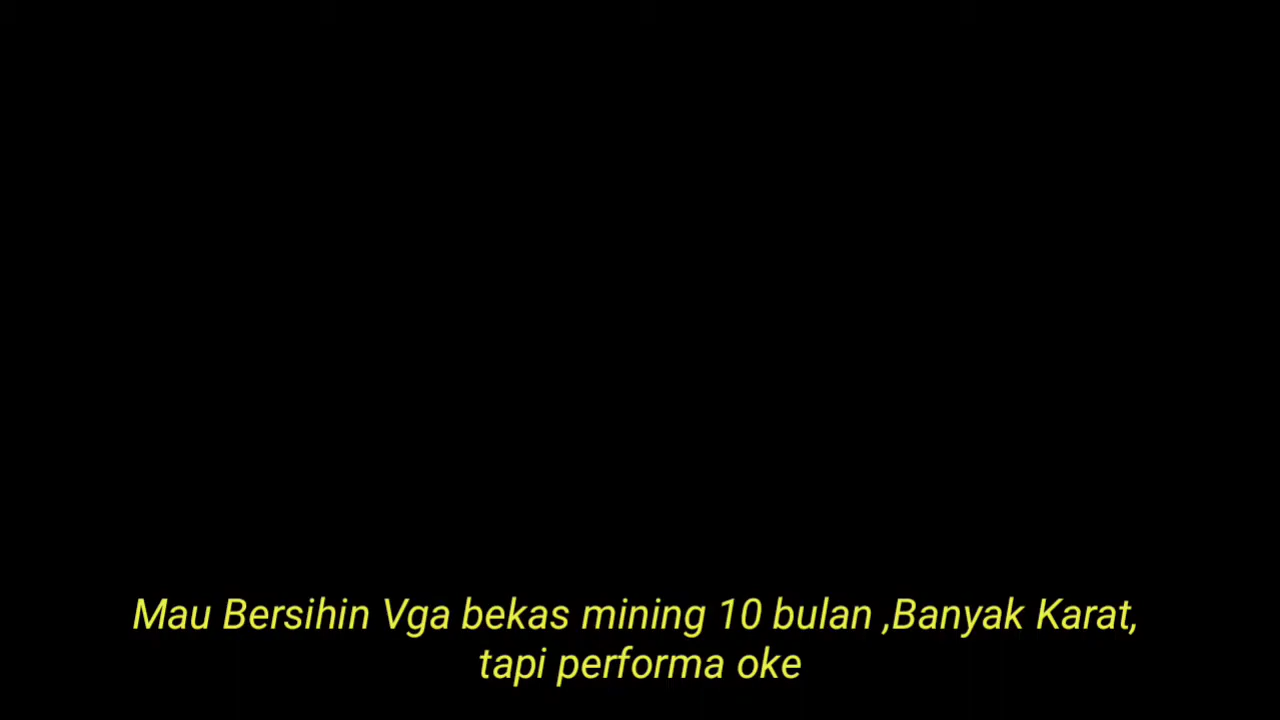 Mau Bersihin Vga bekas mining 10 bulan ,Banyak Karat,
tapi performa oke